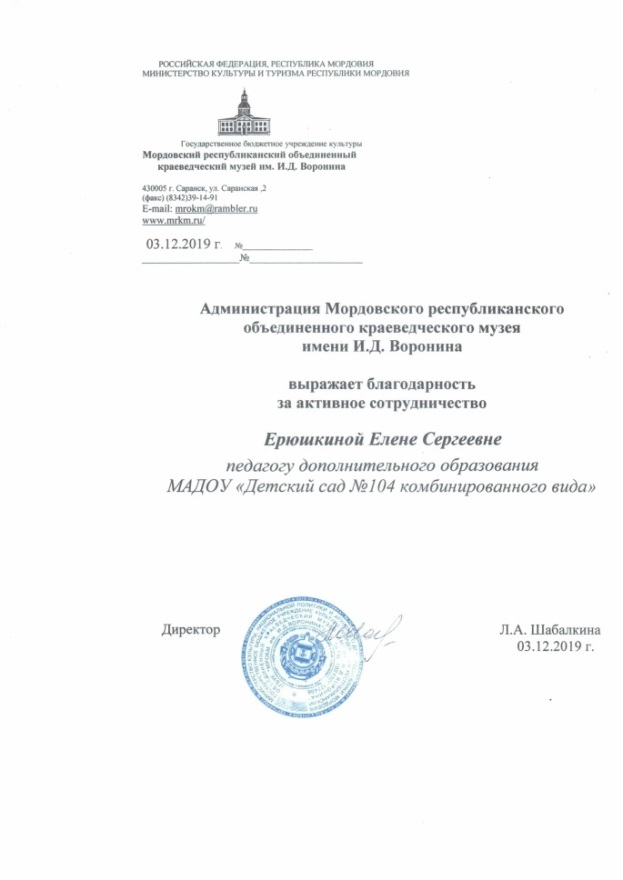 РОССИЙСКАЯ ФЕДЕРАЦИЯ, РЕСПУБЛИКА МОРДОВИЯ
МИНИСТЕРСТВО КУЛЬТУРЫ И ТУРИЗМА РЕСПУБЛИКИ МОРДОВИЯ
Государственное бюджетное учреждение культуры
Мордовский республиканский объединенный
краеведческий музей им. И.Д. Воронина
430005 г. Саранск, ул. Саранская ,2
(факс) (8342)39-14-91
E-mail: mrokm@rambler.ru
www.mrkm.ru/
03.12.2019 г. №_______________
____________________№_______________________
Администрация Мордовского республиканского
объединенного краеведческого музея
имени И.Д. Воронина
выражает благодарность
за активное сотрудничество
Ерюшкиной Елене Сергеевне
педагогу дополнительного образования
МАДОУ «Детский сад №104 комбинированного вида»
Директор Л.А. Шабалкина
03.12.2019 г.